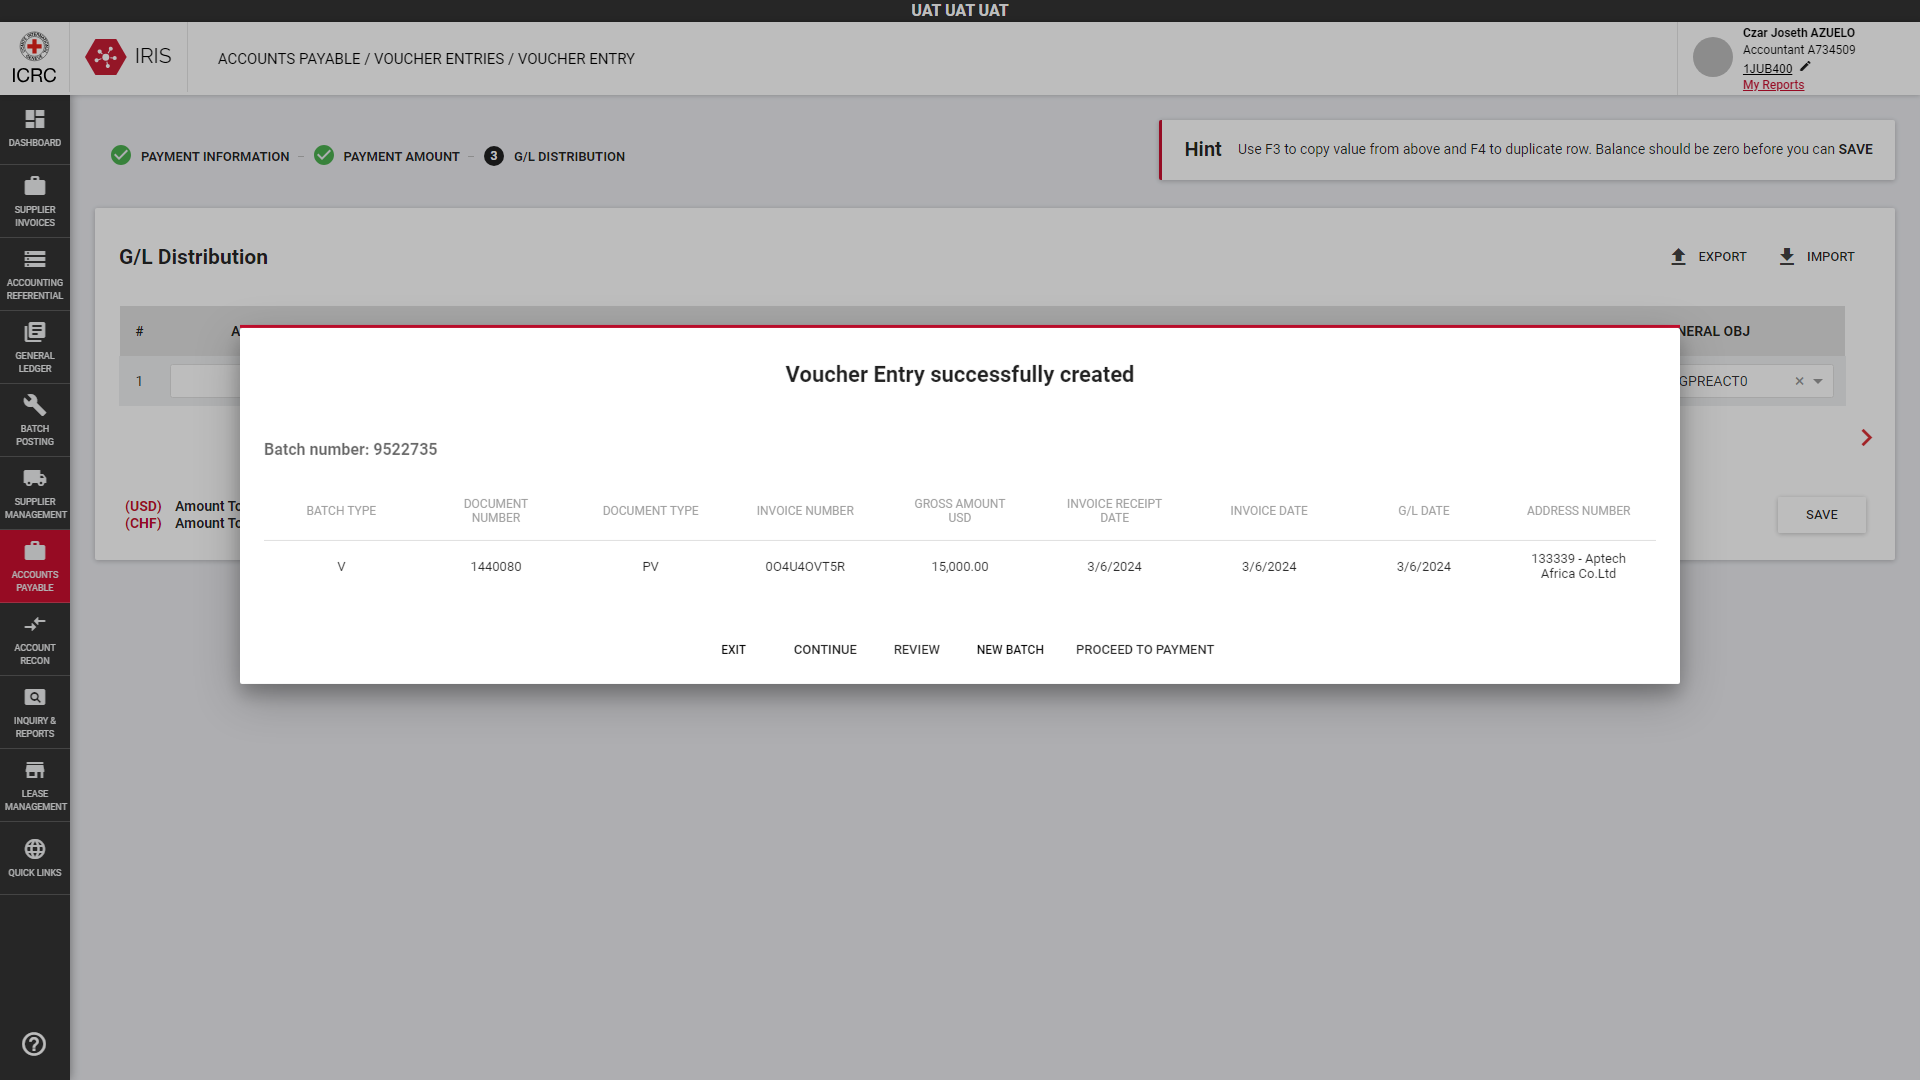 UAT UAT UAT
ICRC
IRIS
ACCOUNTS PAYABLE / VOUCHER ENTRIES / VOUCHER ENTRY
Czar Joseth AZUELO
Accountant A734509
1JUB400
My Reports
DASHBOARD
SUPPLIER
INVOICES
ACCOUNTING
REFERENTIAL
GENERAL
LEDGER
BATCH
POSTING
SUPPLIER
MANAGEMENT
ACCOUNTS
PAYABLE
ACCOUNT
RECON
INQUIRY &
REPORTS
LEASE
MANAGEMENT
QUICK LINKS
PAYMENT INFORMATION
PAYMENT AMOUNT
3 G/L DISTRIBUTION
Hint Use F3 to copy value from above and F4 to duplicate row. Balance should be zero before you can SAVE
G/L Distribution
EXPORT
IMPORT
# A NERAL OBJ
1 GPREACT0
(USD) Amount To
(CHF) Amount To
SAVE
Voucher Entry successfully created
Batch number: 9522735
BATCH TYPE DOCUMENT NUMBER DOCUMENT TYPE INVOICE NUMBER GROSS AMOUNT USD INVOICE RECEIPT DATE INVOICE DATE G/L DATE ADDRESS NUMBER
V 1440080 PV 0O4U4OVT5R 15,000.00 3/6/2024 3/6/2024 3/6/2024 133339 - Aptech Africa Co.Ltd
EXIT CONTINUE REVIEW NEW BATCH PROCEED TO PAYMENT